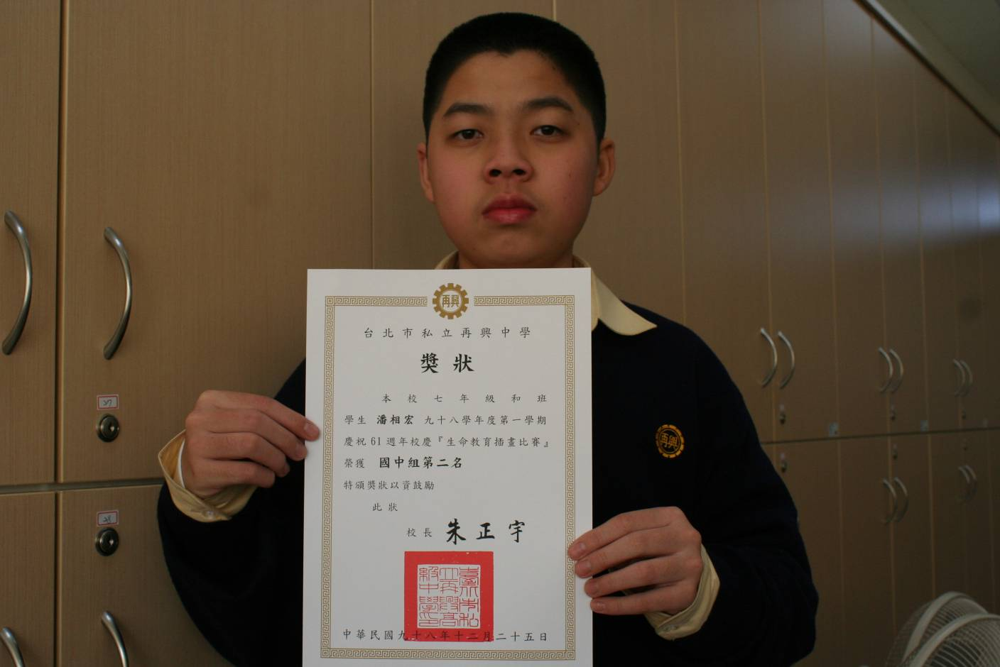 再興
台北市私立再興中學
獎狀
本校七年級和班
學生 潘相宏 九十八學年度第一學期
慶祝61週年校慶『生命教育插畫比賽』
榮獲 國中組第二名
特頒獎狀以資鼓勵
此狀
校長 朱正宇
中華民國九十八年十二月二十五日
再興
27
28